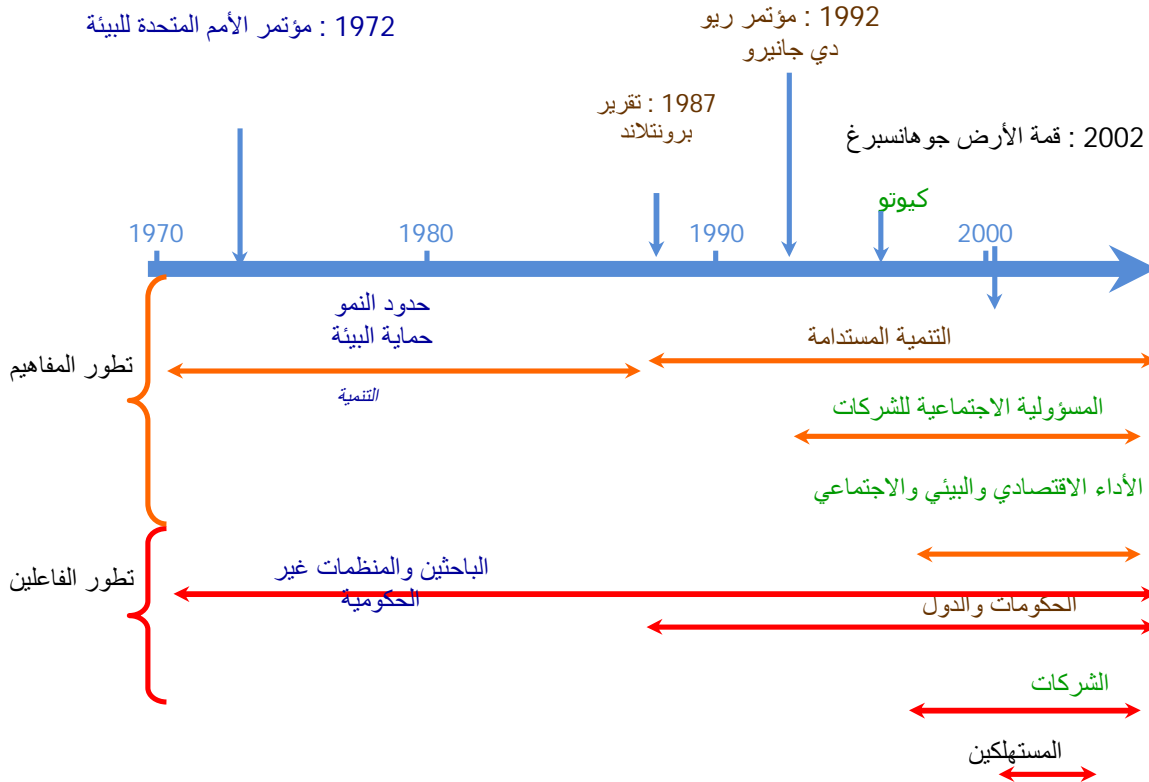 1972 : مؤتمر الأمم المتحدة للبيئة
1992 : مؤتمر ريو
دي جانيرو
1987 : تقرير
برونتلاند
2002 : قمة الأرض جوهانسبرغ
كيوتو
1970
1980
1990
2000
تطور المفاهيم
حدود النمو
حماية البيئة
التنمية
التنمية المستدامة
المسؤولية الاجتماعية للشركات
الأداء الاقتصادي والبيئي والاجتماعي
تطور الفاعلين
الباحثين والمنظمات غير
الحكومية
الحكومات والدول
الشركات
المستهلكين